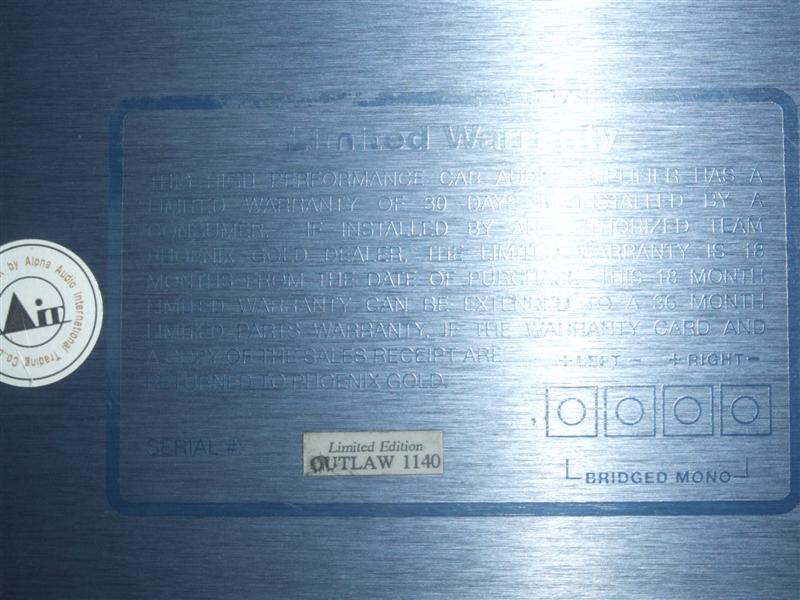 Limited Warranty
THIS HIGH PERFORMANCE CAR AUDIO AMPLIFIER HAS A
LIMITED WARRANTY OF 30 DAYS IF INSTALLED BY A
CONSUMER. IF INSTALLED BY AN AUTHORIZED TEAM
PHOENIX GOLD DEALER, THE LIMITED WARRANTY IS 18
MONTHS FROM THE DATE OF PURCHASE. THIS 18 MONTH
LIMITED WARRANTY CAN BE EXTENDED TO A 36 MONTH
LIMITED PARTS WARRANTY, IF THE WARRANTY CARD AND
A OF THE SALES RECEIPT ARE
RETURNED TO PHOENIX GOLD.
+ LEFT - + RIGHT -
SERIAL #:
Limited Edition
OUTLAW 1140
BRIDGED MONO
by Alpha Audio International Trading Co.
Ait